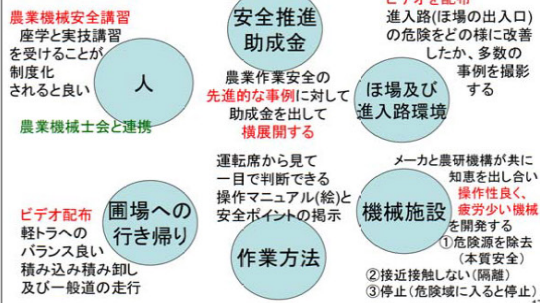 農業機械安全講習
座学と実技講習
を受けることが
制度化
されると良い
農業機械士会と連携
人
安全推進
助成金
農業作業安全の
先進的な事例に対して
助成金を出して
横展開する
ビデオを配布
進入路(ほ場の出入口)
の危険をどの様に改善
したか、多数の
事例を撮影
する
ほ場及び
進入路環境
ビデオ配布
軽トラへの
バランス良い
積み込み積み卸し
及び一般道の走行
圃場への
行き帰り
運転席から見て
一目で判断できる
操作マニュアル(絵)と
安全ポイントの掲示
作業方法
メーカと農研機構が共に
知恵を出し合い
操作性良く、
疲労少い機械
を開発する
①危険源を除去
(本質安全)
②接近接触しない(隔離)
③停止(危険域に入ると停止)
機械施設